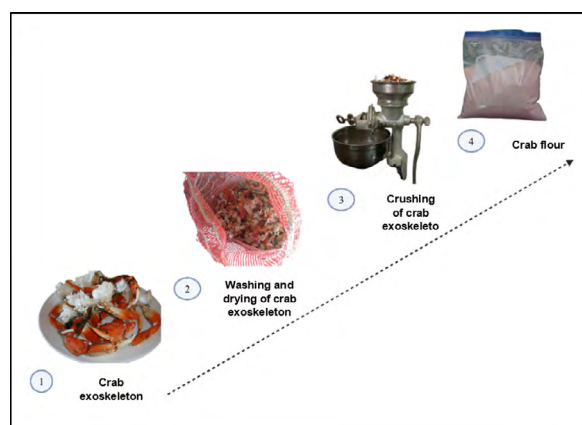 1
Crab
exoskeleton
2
Washing and
drying of crab
exoskeleton
3
Crushing
of crab
exoskeleto
4
Crab flour